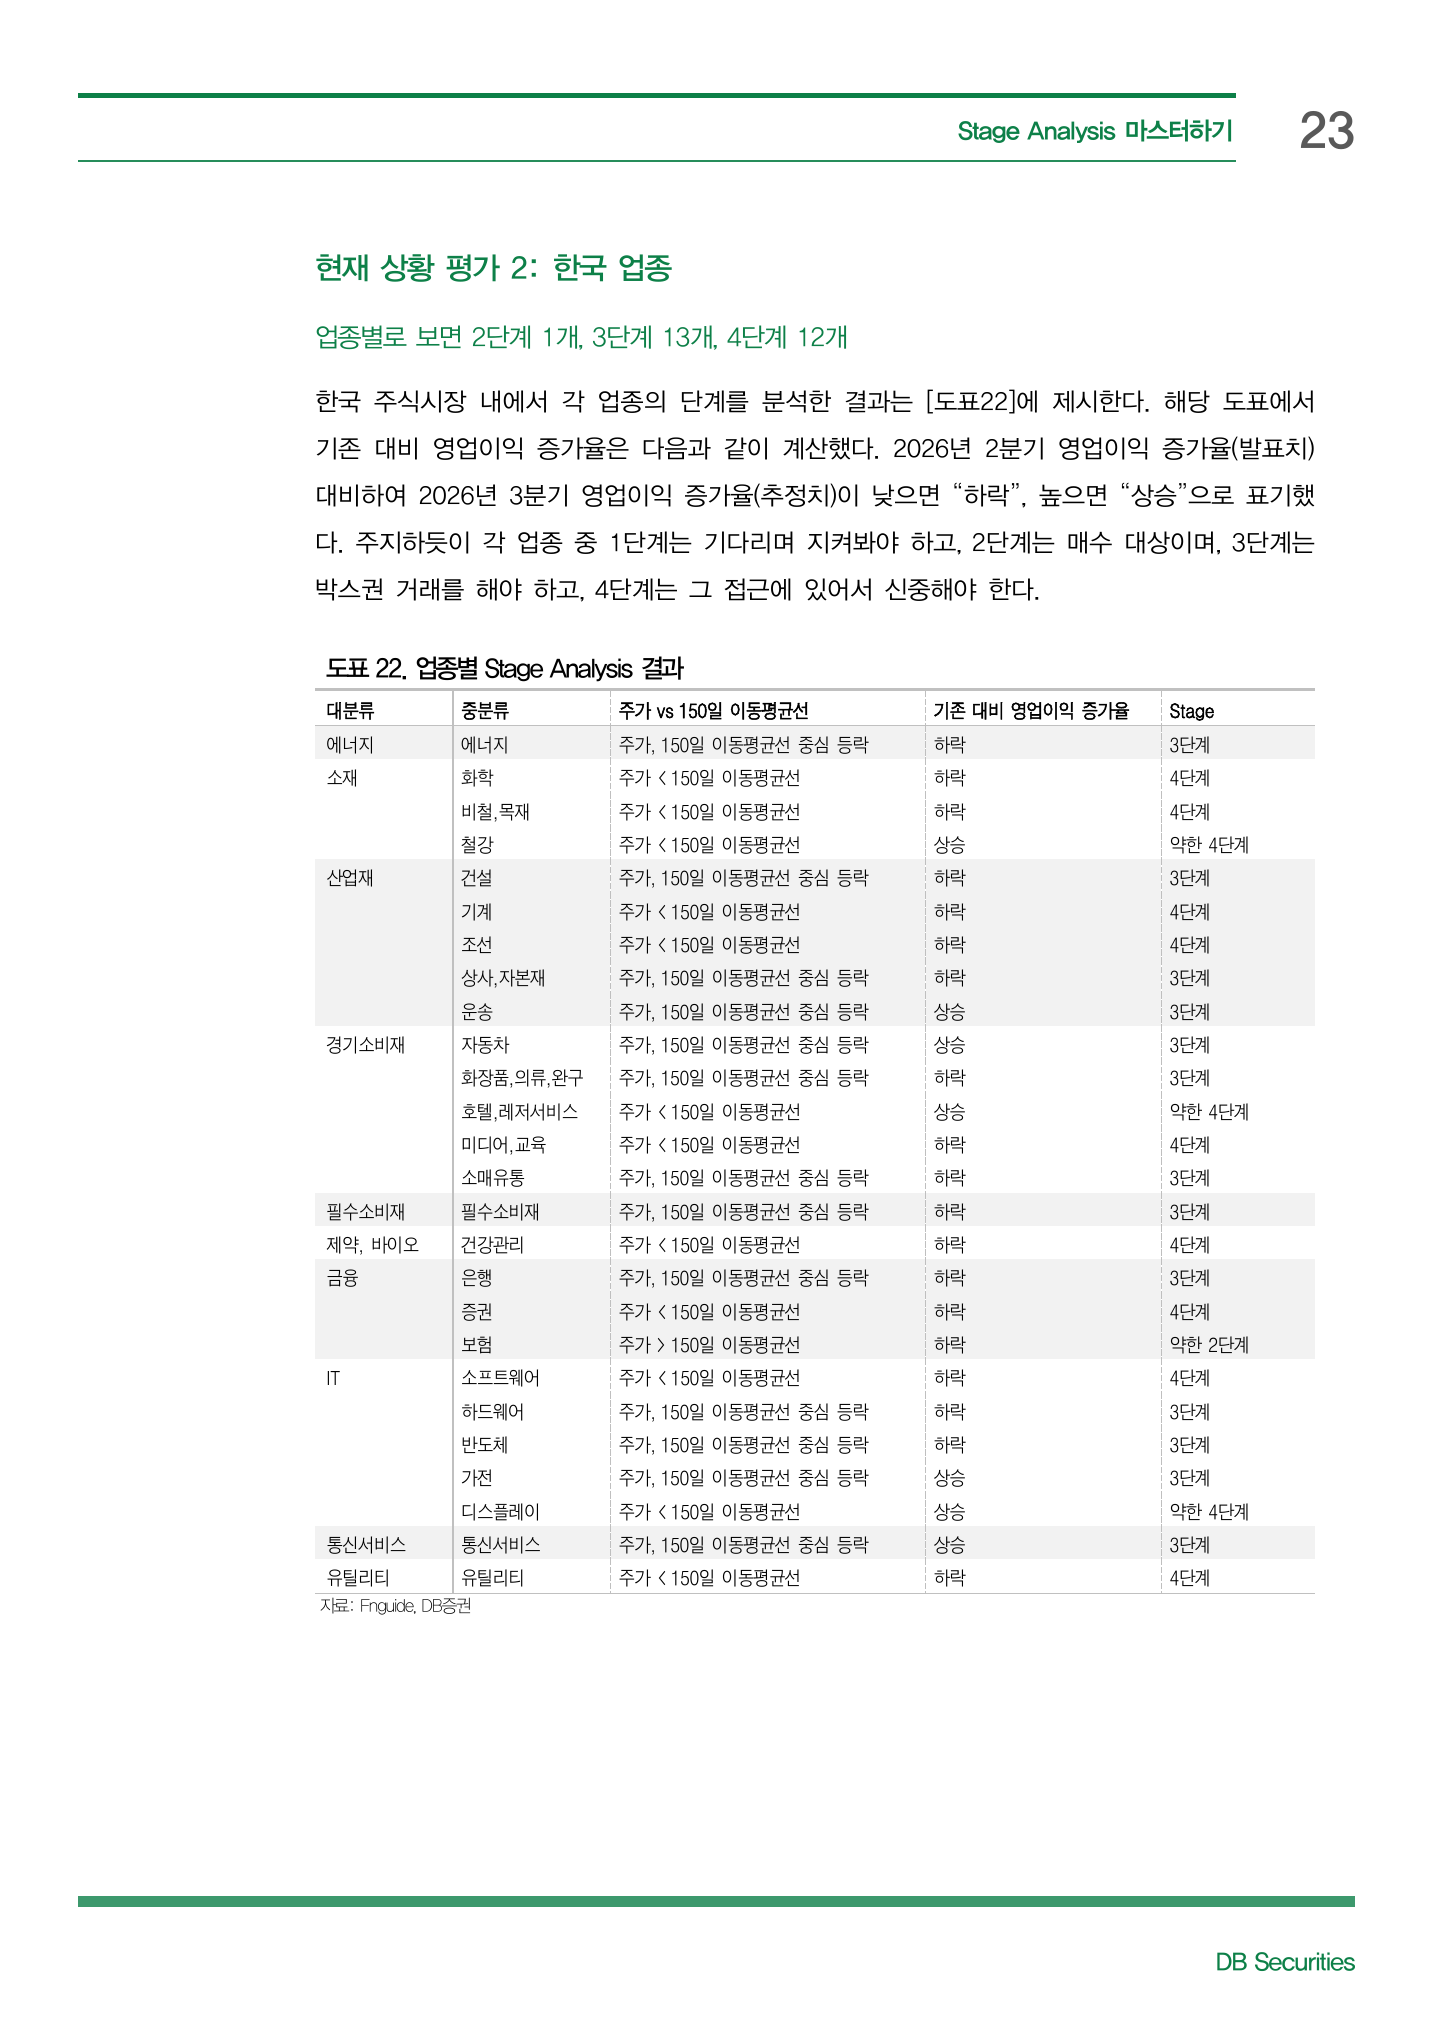 Stage Analysis 마스터하기 23
현재 상황 평가 2: 한국 업종
업종별로 보면 2단계 1개, 3단계 13개, 4단계 12개
한국 주식시장 내에서 각 업종의 단계를 분석한 결과는 [도표22]에 제시한다. 해당 도표에서
기존 대비 영업이익 증가율은 다음과 같이 계산했다. 2026년 2분기 영업이익 증가율(발표치)
대비하여 2026년 3분기 영업이익 증가율(추정치)이 낮으면 “하락”, 높으면 “상승”으로 표기했
다. 주지하듯이 각 업종 중 1단계는 기다리며 지켜봐야 하고, 2단계는 매수 대상이며, 3단계는
박스권 거래를 해야 하고, 4단계는 그 접근에 있어서 신중해야 한다.
도표 22. 업종별 Stage Analysis 결과
대분류 중분류 주가 vs 150일 이동평균선 기존 대비 영업이익 증가율 Stage
에너지 에너지 주가, 150일 이동평균선 중심 등락 하락 3단계
소재 화학 주가 < 150일 이동평균선 하락 4단계
비철,목재 주가 < 150일 이동평균선 하락 4단계
철강 주가 < 150일 이동평균선 상승 약한 4단계
산업재 건설 주가, 150일 이동평균선 중심 등락 하락 3단계
기계 주가 < 150일 이동평균선 하락 4단계
조선 주가 < 150일 이동평균선 하락 4단계
상사,자본재 주가, 150일 이동평균선 중심 등락 하락 3단계
운송 주가, 150일 이동평균선 중심 등락 상승 3단계
경기소비재 자동차 주가, 150일 이동평균선 중심 등락 상승 3단계
화장품,의류,완구 주가, 150일 이동평균선 중심 등락 하락 3단계
호텔,레저서비스 주가 < 150일 이동평균선 상승 약한 4단계
미디어,교육 주가 < 150일 이동평균선 하락 4단계
소매유통 주가, 150일 이동평균선 중심 등락 하락 3단계
필수소비재 필수소비재 주가, 150일 이동평균선 중심 등락 하락 3단계
제약, 바이오 건강관리 주가 < 150일 이동평균선 하락 4단계
금융 은행 주가, 150일 이동평균선 중심 등락 하락 3단계
증권 주가 < 150일 이동평균선 하락 4단계
보험 주가 > 150일 이동평균선 하락 약한 2단계
IT 소프트웨어 주가 < 150일 이동평균선 하락 4단계
하드웨어 주가, 150일 이동평균선 중심 등락 하락 3단계
반도체 주가, 150일 이동평균선 중심 등락 하락 3단계
가전 주가, 150일 이동평균선 중심 등락 상승 3단계
디스플레이 주가 < 150일 이동평균선 상승 약한 4단계
통신서비스 통신서비스 주가, 150일 이동평균선 중심 등락 상승 3단계
유틸리티 유틸리티 주가 < 150일 이동평균선 하락 4단계
자료: Fnguide, DB증권
DB Securities